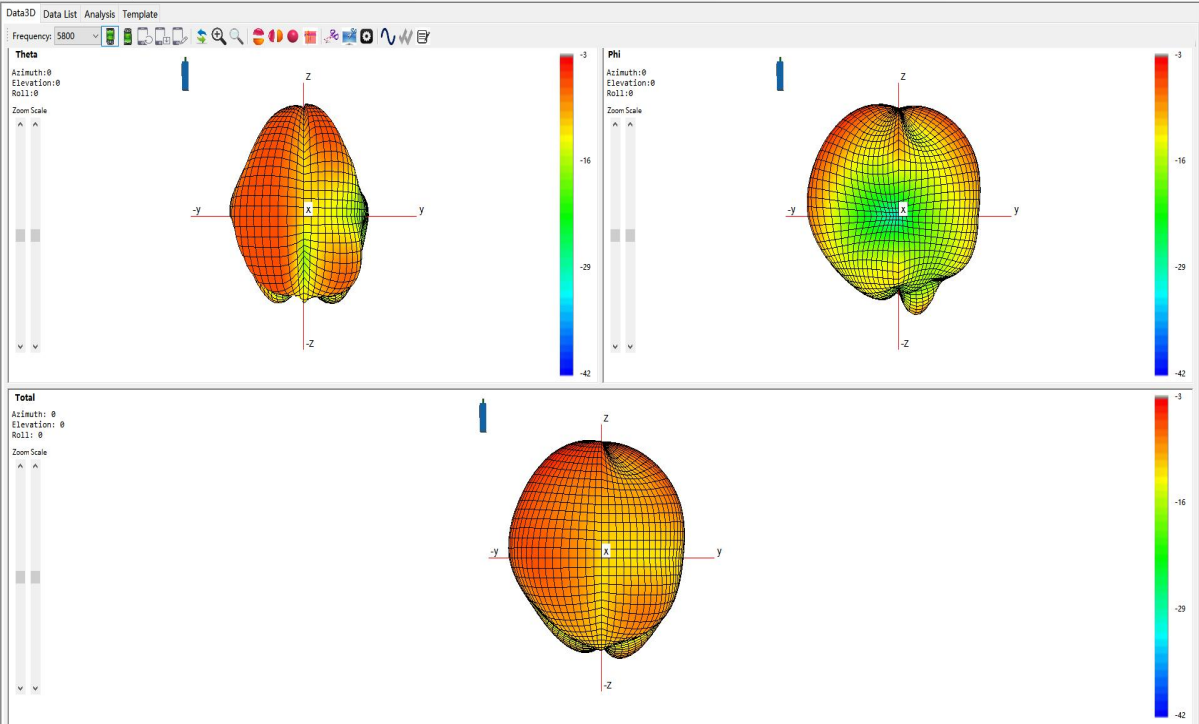 Data3D Data List Analysis Template
Frequency: 5800
Theta
Azimuth:0
Elevation:0
Roll:0
Zoom Scale
Z
-y X y
-Z
-3
-16
-29
-42
Phi
Azimuth:0
Elevation:0
Roll:0
Zoom Scale
Z
-y X y
-Z
-3
-16
-29
-42
Total
Azimuth: 0
Elevation: 0
Roll: 0
Zoom Scale
Z
-y X y
-Z
-3
-16
-29
-42